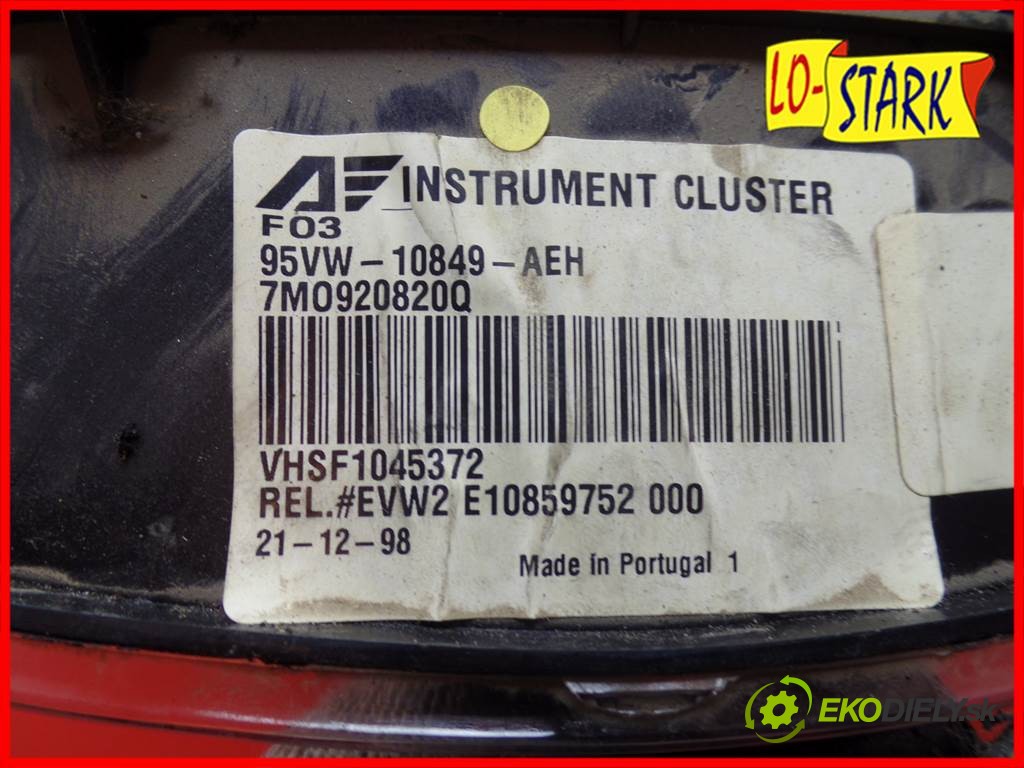 LO-STARK
AF INSTRUMENT CLUSTER
F03
95VW-10849-AEH
7M0920820Q
VHSF1045372
REL.#EVW2 E10859752 000
21-12-98
Made in Portugal 1
EKODIELY.sk